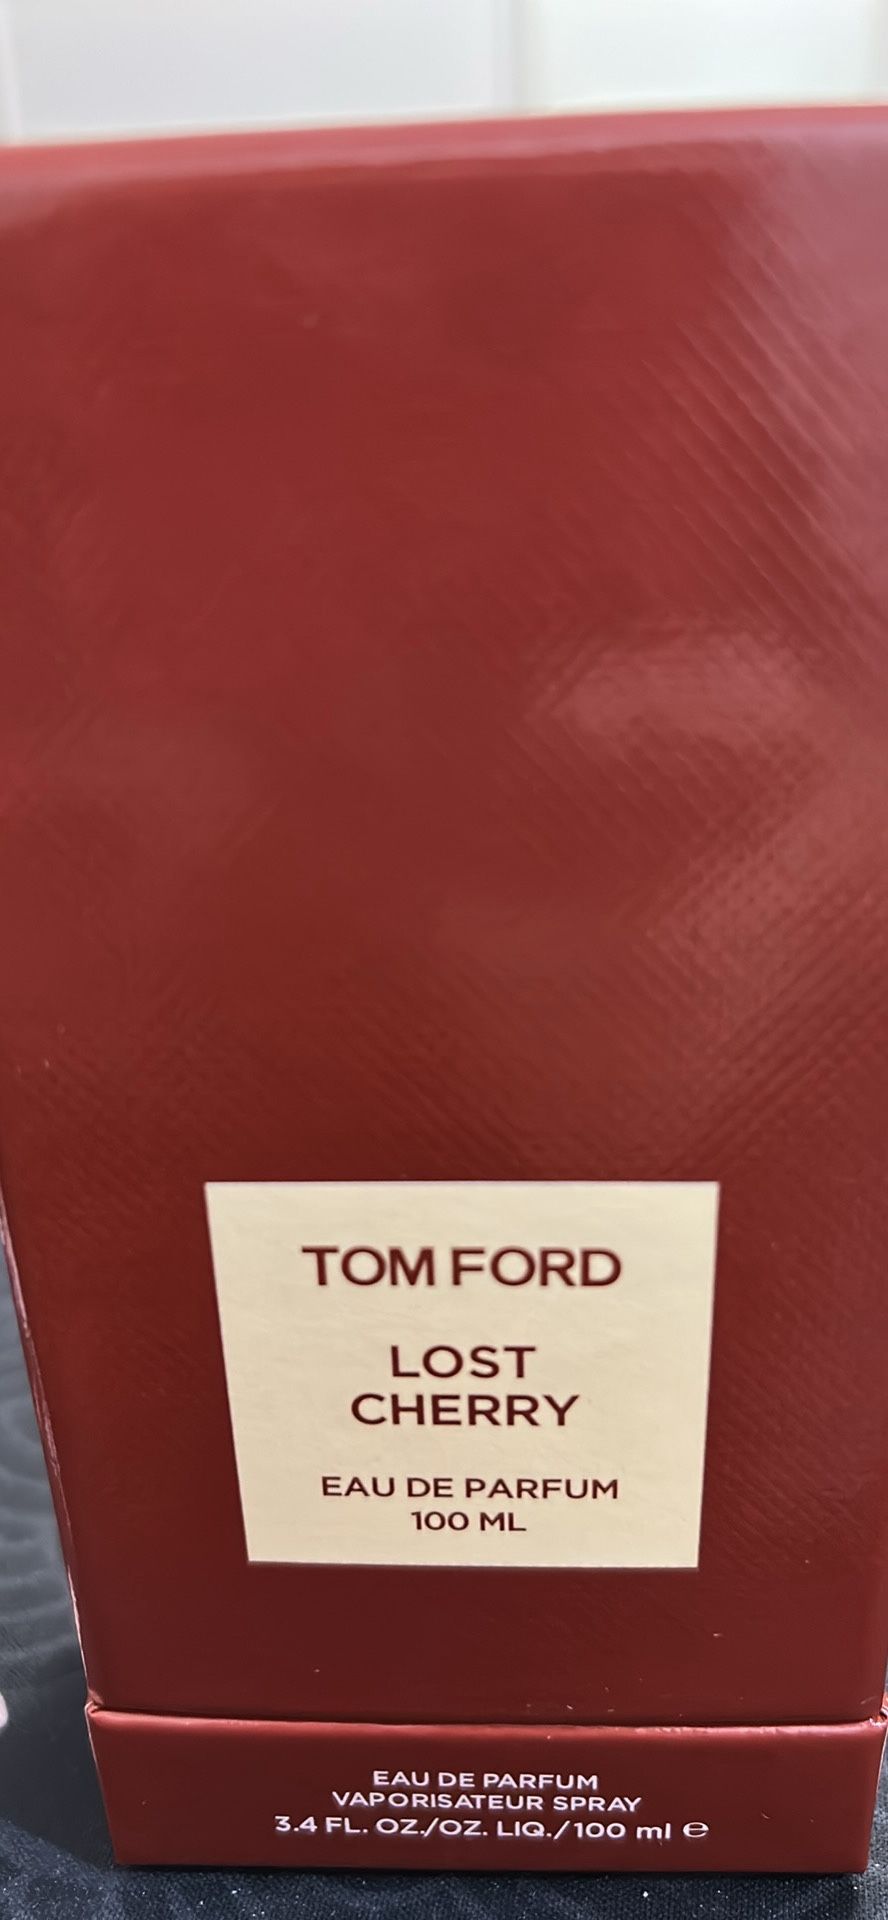 TOM FORD
LOST
CHERRY
EAU DE PARFUM
100 ML
EAU DE PARFUM
VAPORISATEUR SPRAY
3.4 FL. OZ./OZ. LIQ./100 ml ℮